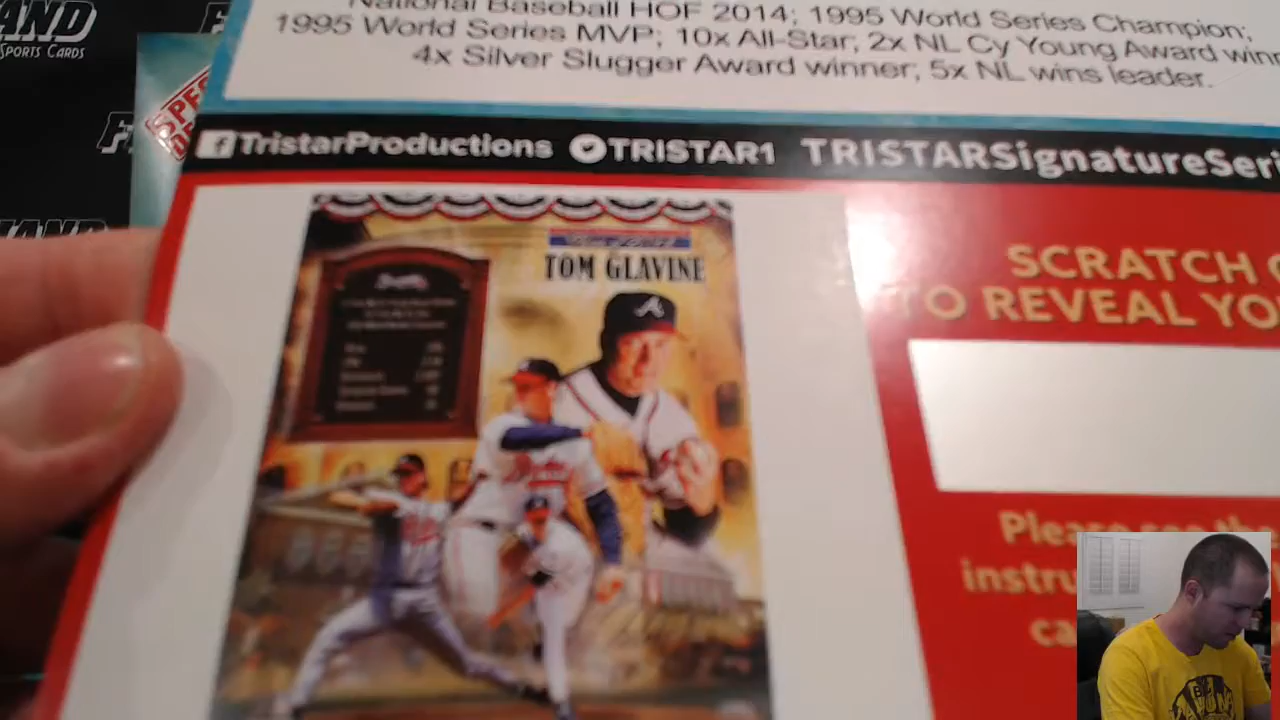 AND
SPORTS CARDS
National Baseball HOF 2014; 1995 World Series Champion;
1995 World Series MVP; 10x All-Star; 2x NL Cy Young Award winn
4x Silver Slugger Award winner; 5x NL wins leader.
TristarProductions TRISTAR1 TRISTARSignatureSeri
TOM GLAVINE
SCRATCH
TO REVEAL YO
Please see the
instru
ca